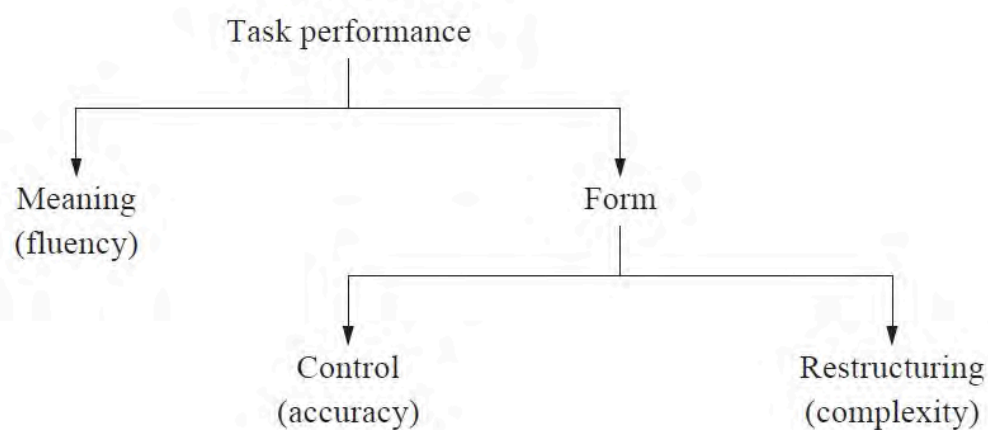 Task performance
Meaning
(fluency)
Form
Control
(accuracy)
Restructuring
(complexity)